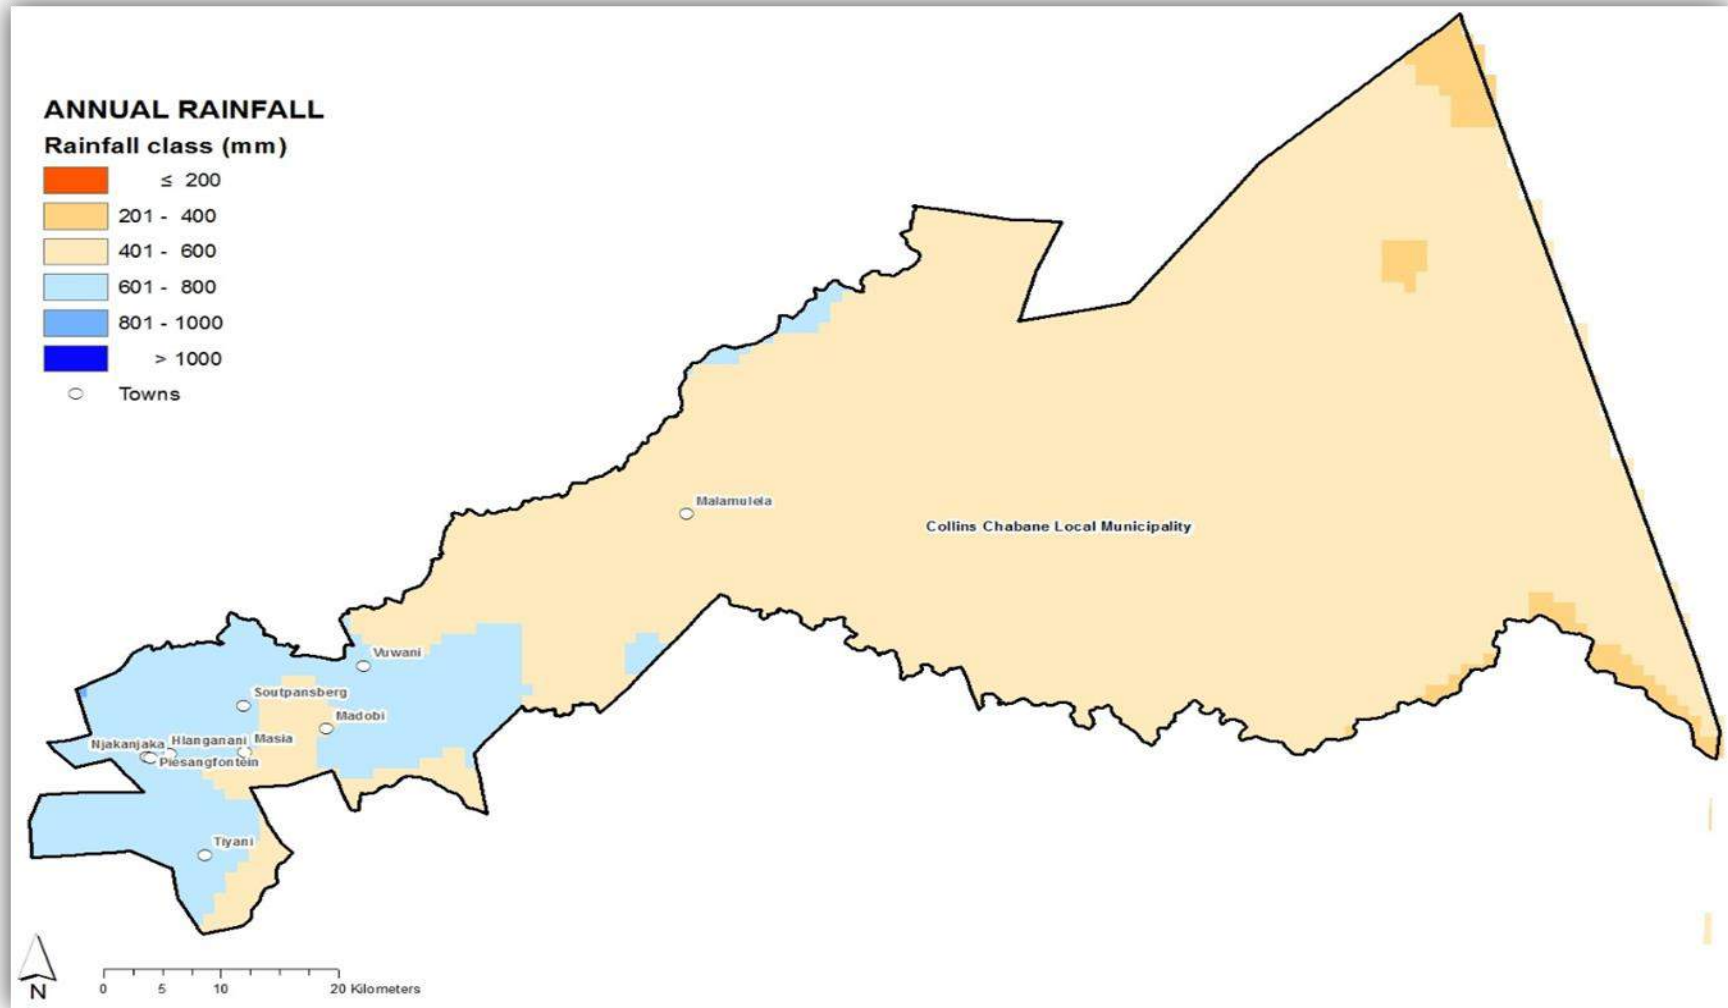 ANNUAL RAINFALL
Rainfall class (mm)
≤ 200
201 - 400
401 - 600
601 - 800
801 - 1000
> 1000
Towns
Malamulela
Collins Chabane Local Municipality
Vuwani
Soutpansberg
Madobi
Njakanjaka
Hlanganani
Masia
Piesangfontein
Tiyani
N
0 5 10 20 Kilometers